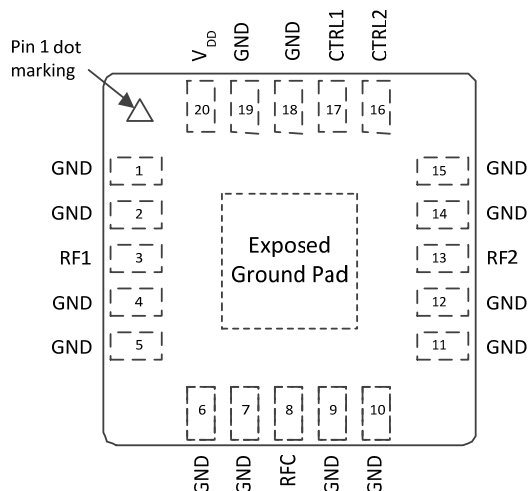 Pin 1 dot
marking
VDD
GND
GND
CTRL1
CTRL2
20
19
18
17
16
GND
1
15
GND
GND
2
14
GND
RF1
3
13
RF2
Exposed
Ground Pad
GND
4
12
GND
GND
5
11
GND
6
7
8
9
10
GND
GND
RFC
GND
GND